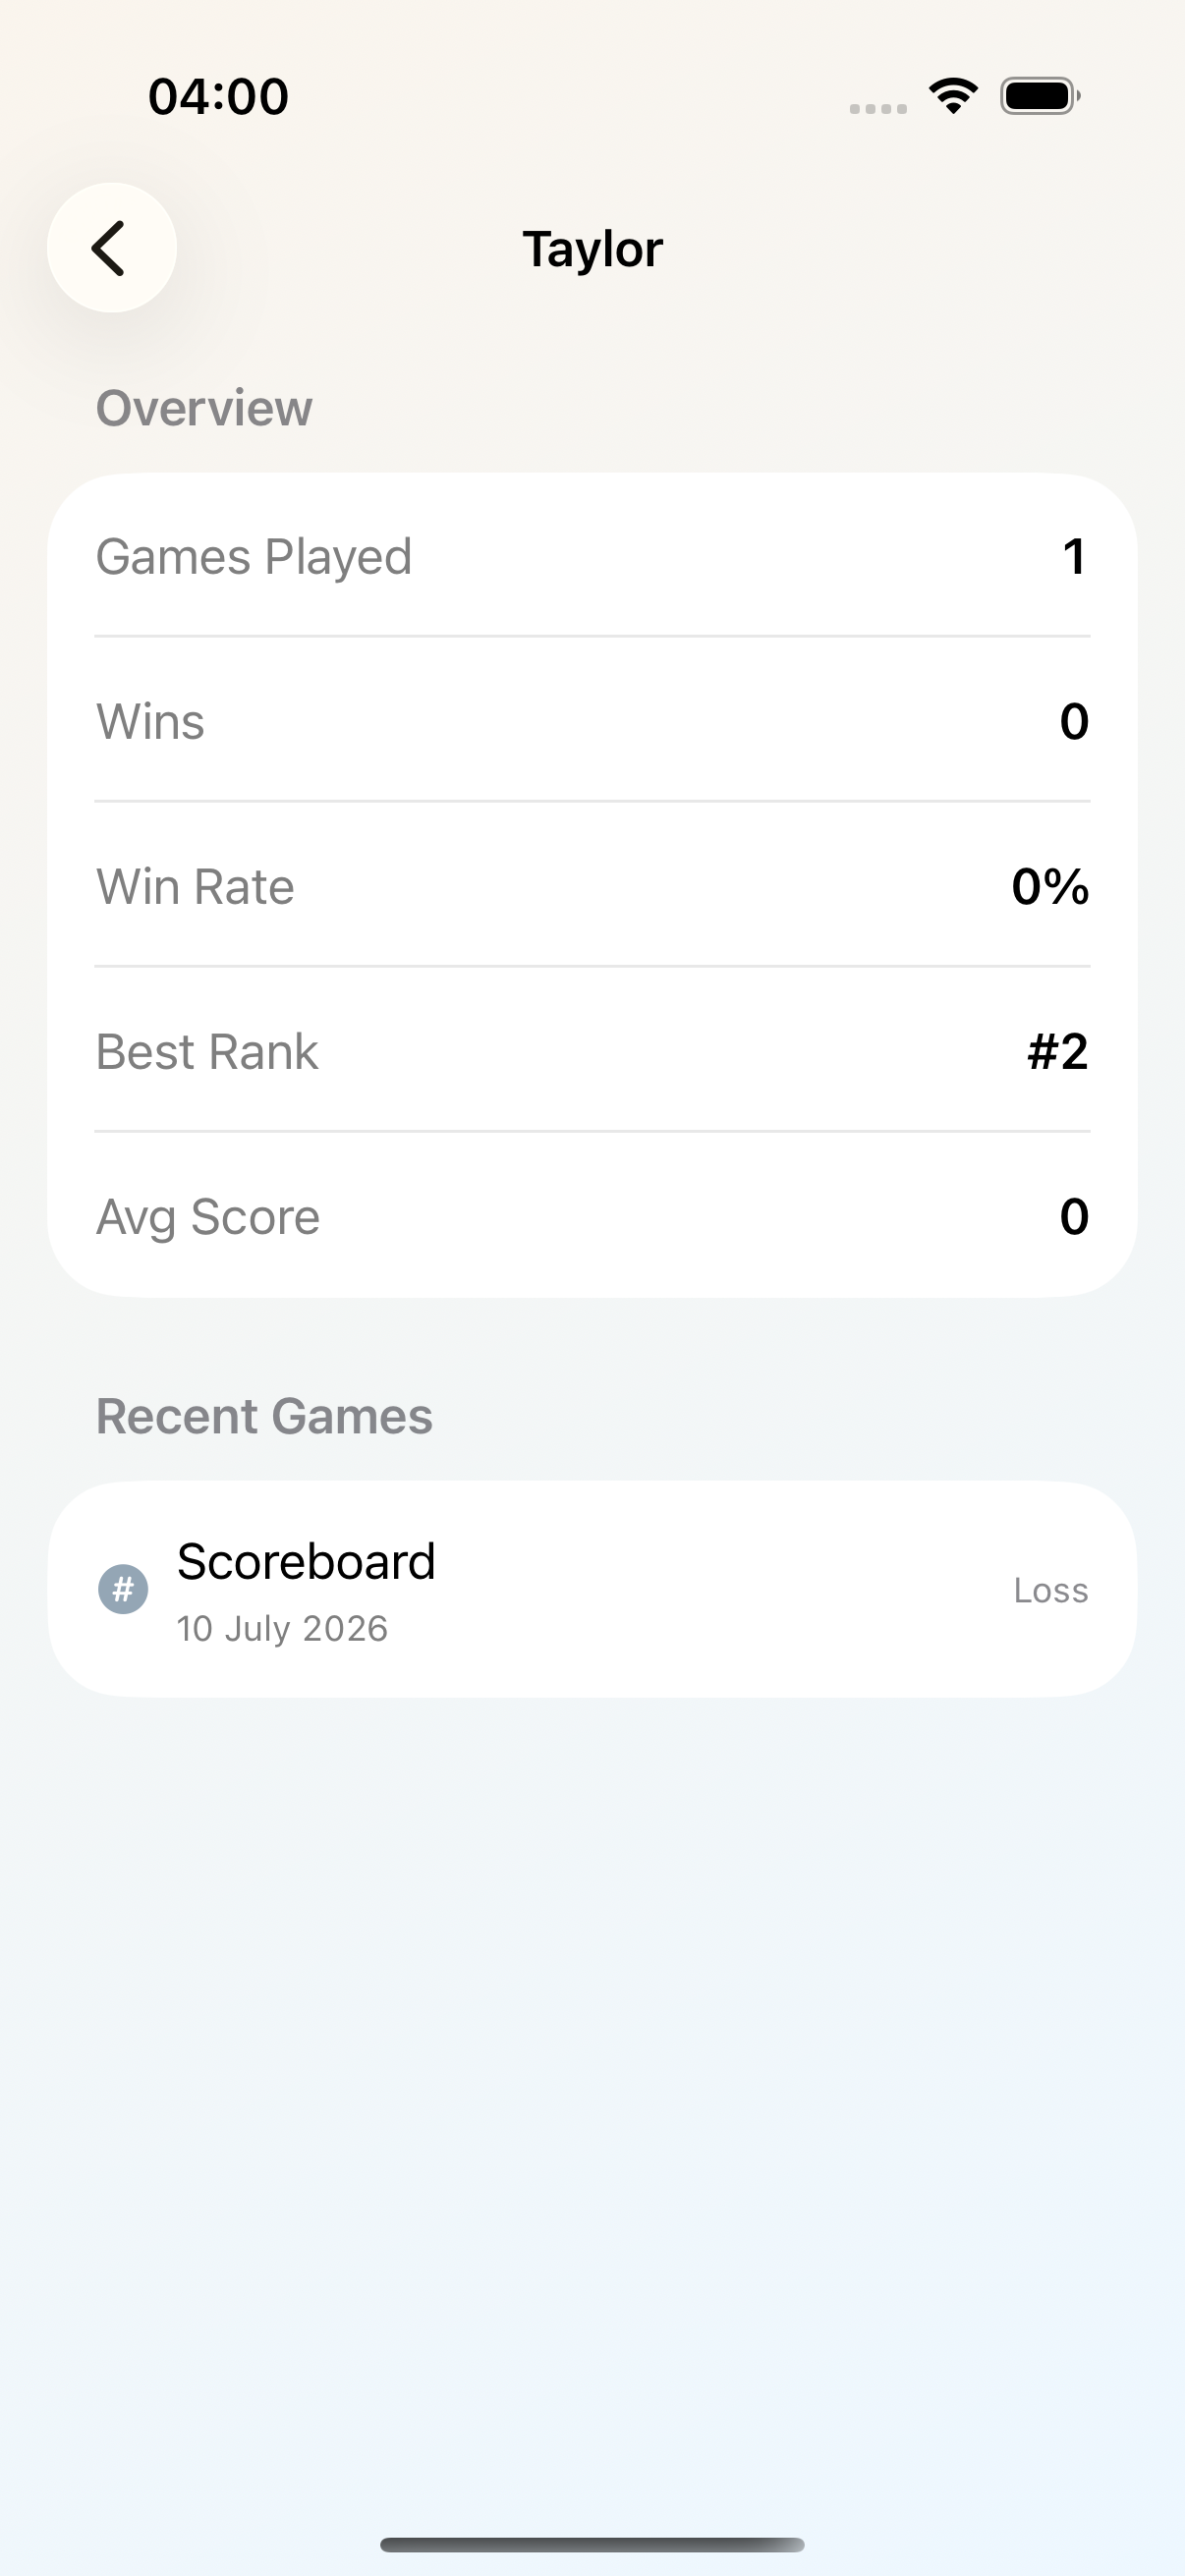 04:00
Taylor
Overview
Games Played 1
Wins 0
Win Rate 0%
Best Rank #2
Avg Score 0
Recent Games
# Scoreboard
10 July 2026
Loss